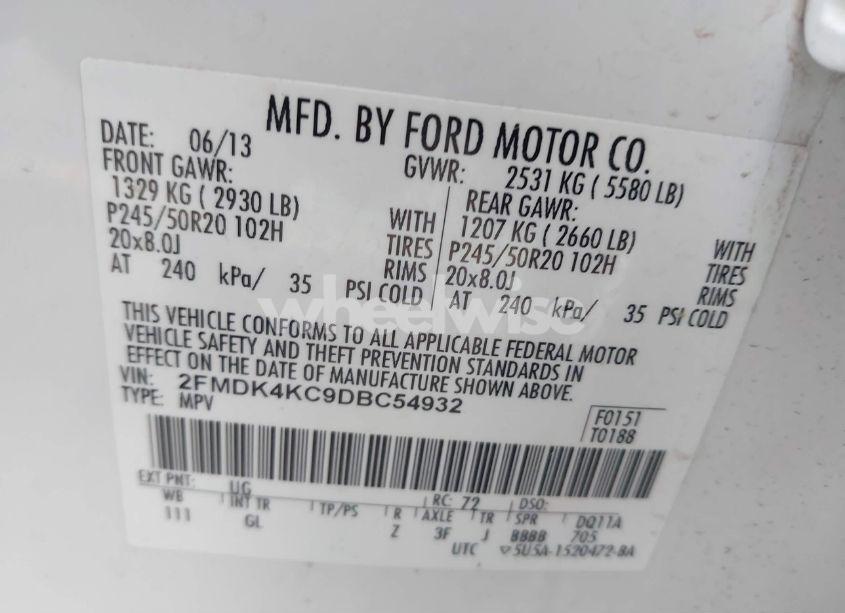 MFD. BY FORD MOTOR CO.
DATE: 06/13 GVWR: 2531 KG ( 5580 LB)
FRONT GAWR: REAR GAWR:
1329 KG ( 2930 LB) WITH 1207 KG ( 2660 LB) WITH
P245/50R20 102H TIRES P245/50R20 102H TIRES
20x8.0J RIMS 20x8.0J RIMS
AT 240 kPa/ 35 PSI COLD AT 240 kPa/ 35 PSI COLD
wheelwise
THIS VEHICLE CONFORMS TO ALL APPLICABLE FEDERAL MOTOR
VEHICLE SAFETY AND THEFT PREVENTION STANDARDS IN
EFFECT ON THE DATE OF MANUFACTURE SHOWN ABOVE.
VIN: 2FMDK4KC9DBC54932
TYPE: MPV
F0151
T0188
EXT PNT: UG RC: 72 DSO:
WB INT TR TP/PS R AXLE TR SPR DQ11A
111 GL Z 3F J BBBB 705
UTC 5U5A-1520472-BA